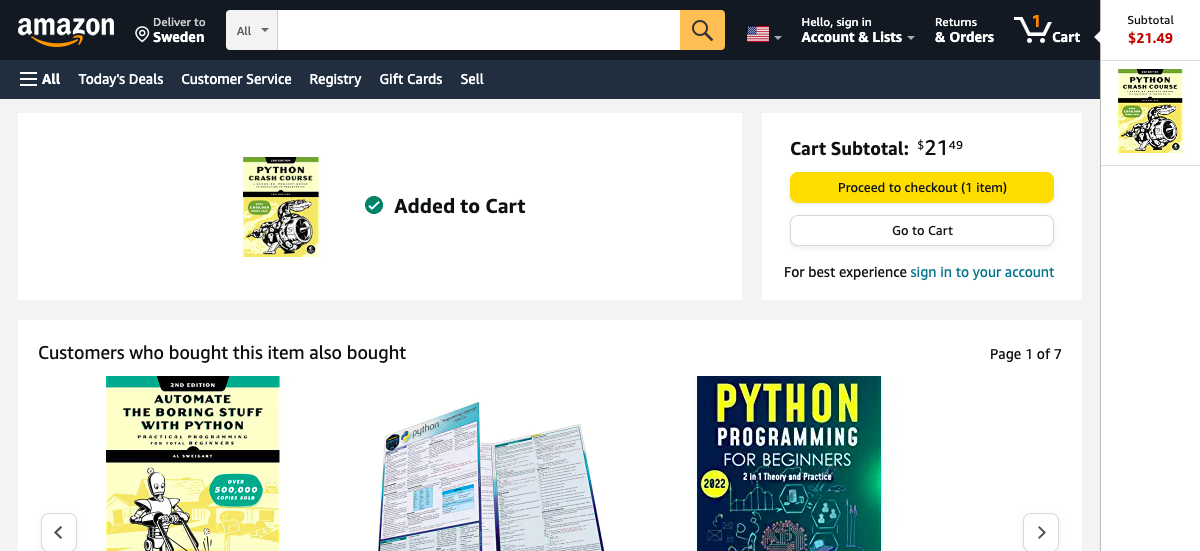 amazon
Deliver to
Sweden
All
Hello, sign in
Account & Lists
Returns
& Orders
1
Cart
Subtotal
$21.49
All
Today's Deals
Customer Service
Registry
Gift Cards
Sell
2ND EDITION
PYTHON
CRASH COURSE
Added to Cart
Cart Subtotal: $21 49
Proceed to checkout (1 item)
Go to Cart
For best experience sign in to your account
PYTHON
CRASH COURSE
Customers who bought this item also bought
Page 1 of 7
2ND EDITION
AUTOMATE
THE BORING STUFF
WITH PYTHON
PRACTICAL PROGRAMMING
FOR TOTAL BEGINNERS
AL SWEIGART
OVER
500,000
COPIES SOLD
python
PYTHON
PROGRAMMING
FOR BEGINNERS
2 in 1 Theory and Practice
2022